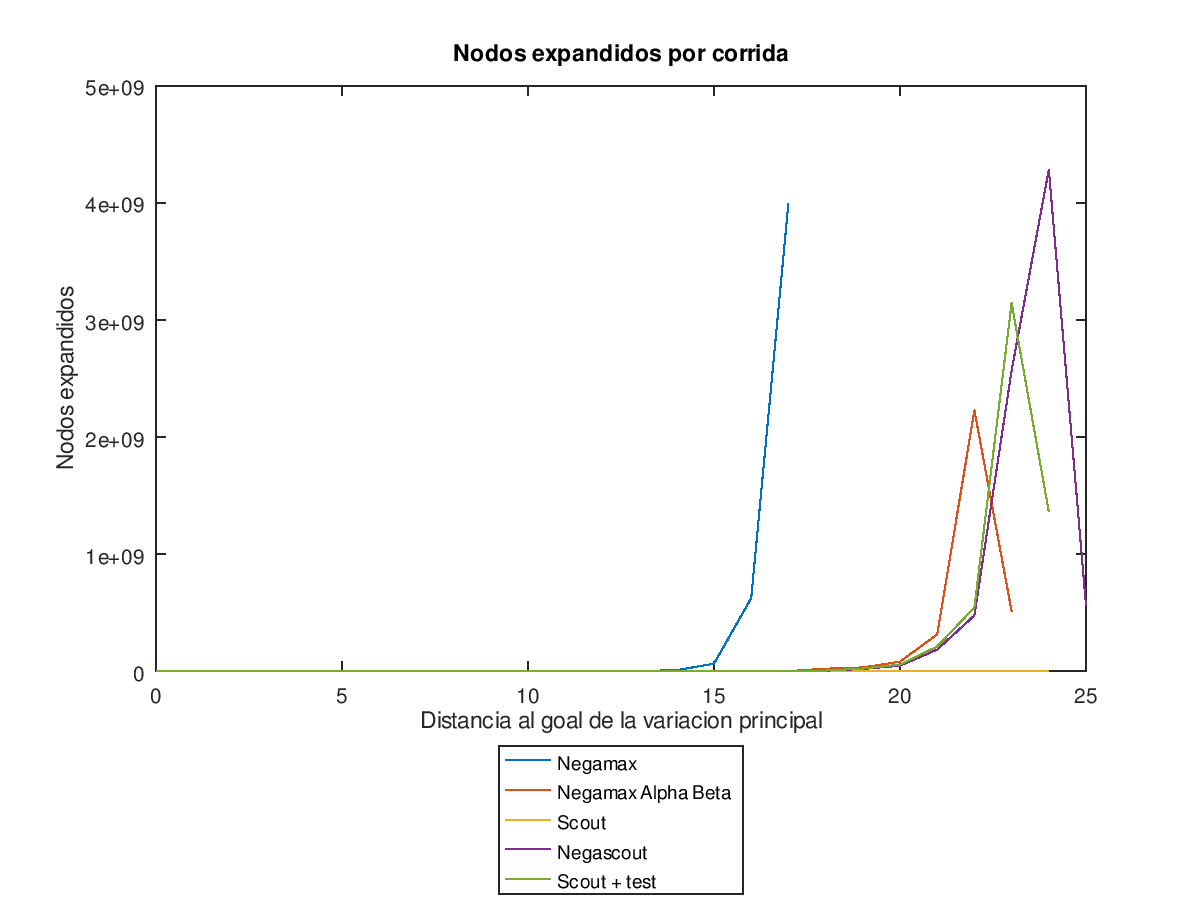 Nodos expandidos por corrida
5e+09
4e+09
3e+09
2e+09
1e+09
0
Nodos expandidos
0 5 10 15 20 25
Distancia al goal de la variacion principal
Negamax
Negamax Alpha Beta
Scout
Negascout
Scout + test